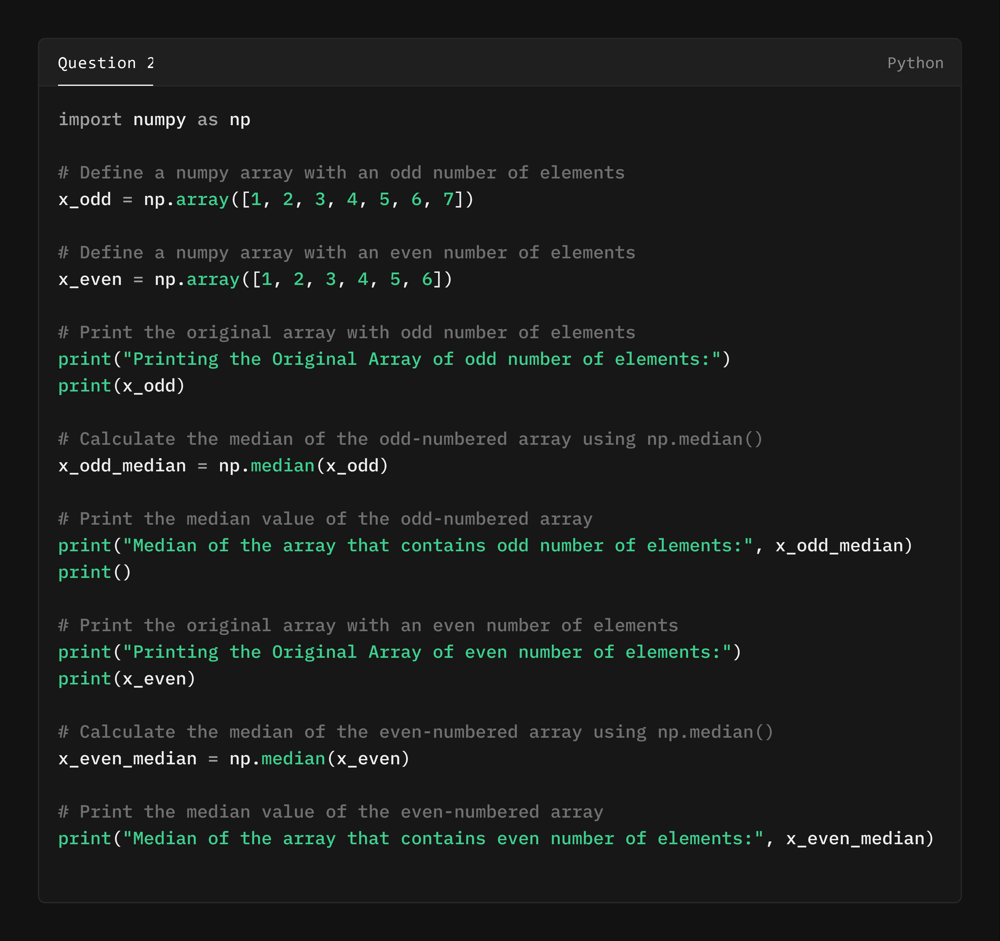 Question 2
Python
import numpy as np
# Define a numpy array with an odd number of elements
x_odd = np.array([1, 2, 3, 4, 5, 6, 7])
# Define a numpy array with an even number of elements
x_even = np.array([1, 2, 3, 4, 5, 6])
# Print the original array with odd number of elements
print("Printing the Original Array of odd number of elements:")
print(x_odd)
# Calculate the median of the odd-numbered array using np.median()
x_odd_median = np.median(x_odd)
# Print the median value of the odd-numbered array
print("Median of the array that contains odd number of elements:", x_odd_median)
print()
# Print the original array with an even number of elements
print("Printing the Original Array of even number of elements:")
print(x_even)
# Calculate the median of the even-numbered array using np.median()
x_even_median = np.median(x_even)
# Print the median value of the even-numbered array
print("Median of the array that contains even number of elements:", x_even_median)